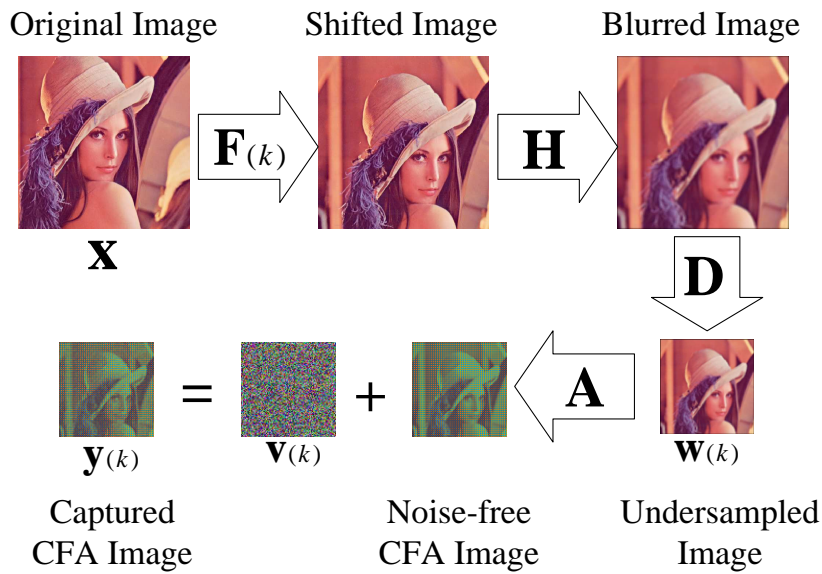 Original Image Shifted Image Blurred Image
F(k) H
x
D
A
y(k) = v(k) + w(k)
Captured CFA Image
Noise-free CFA Image
Undersampled Image